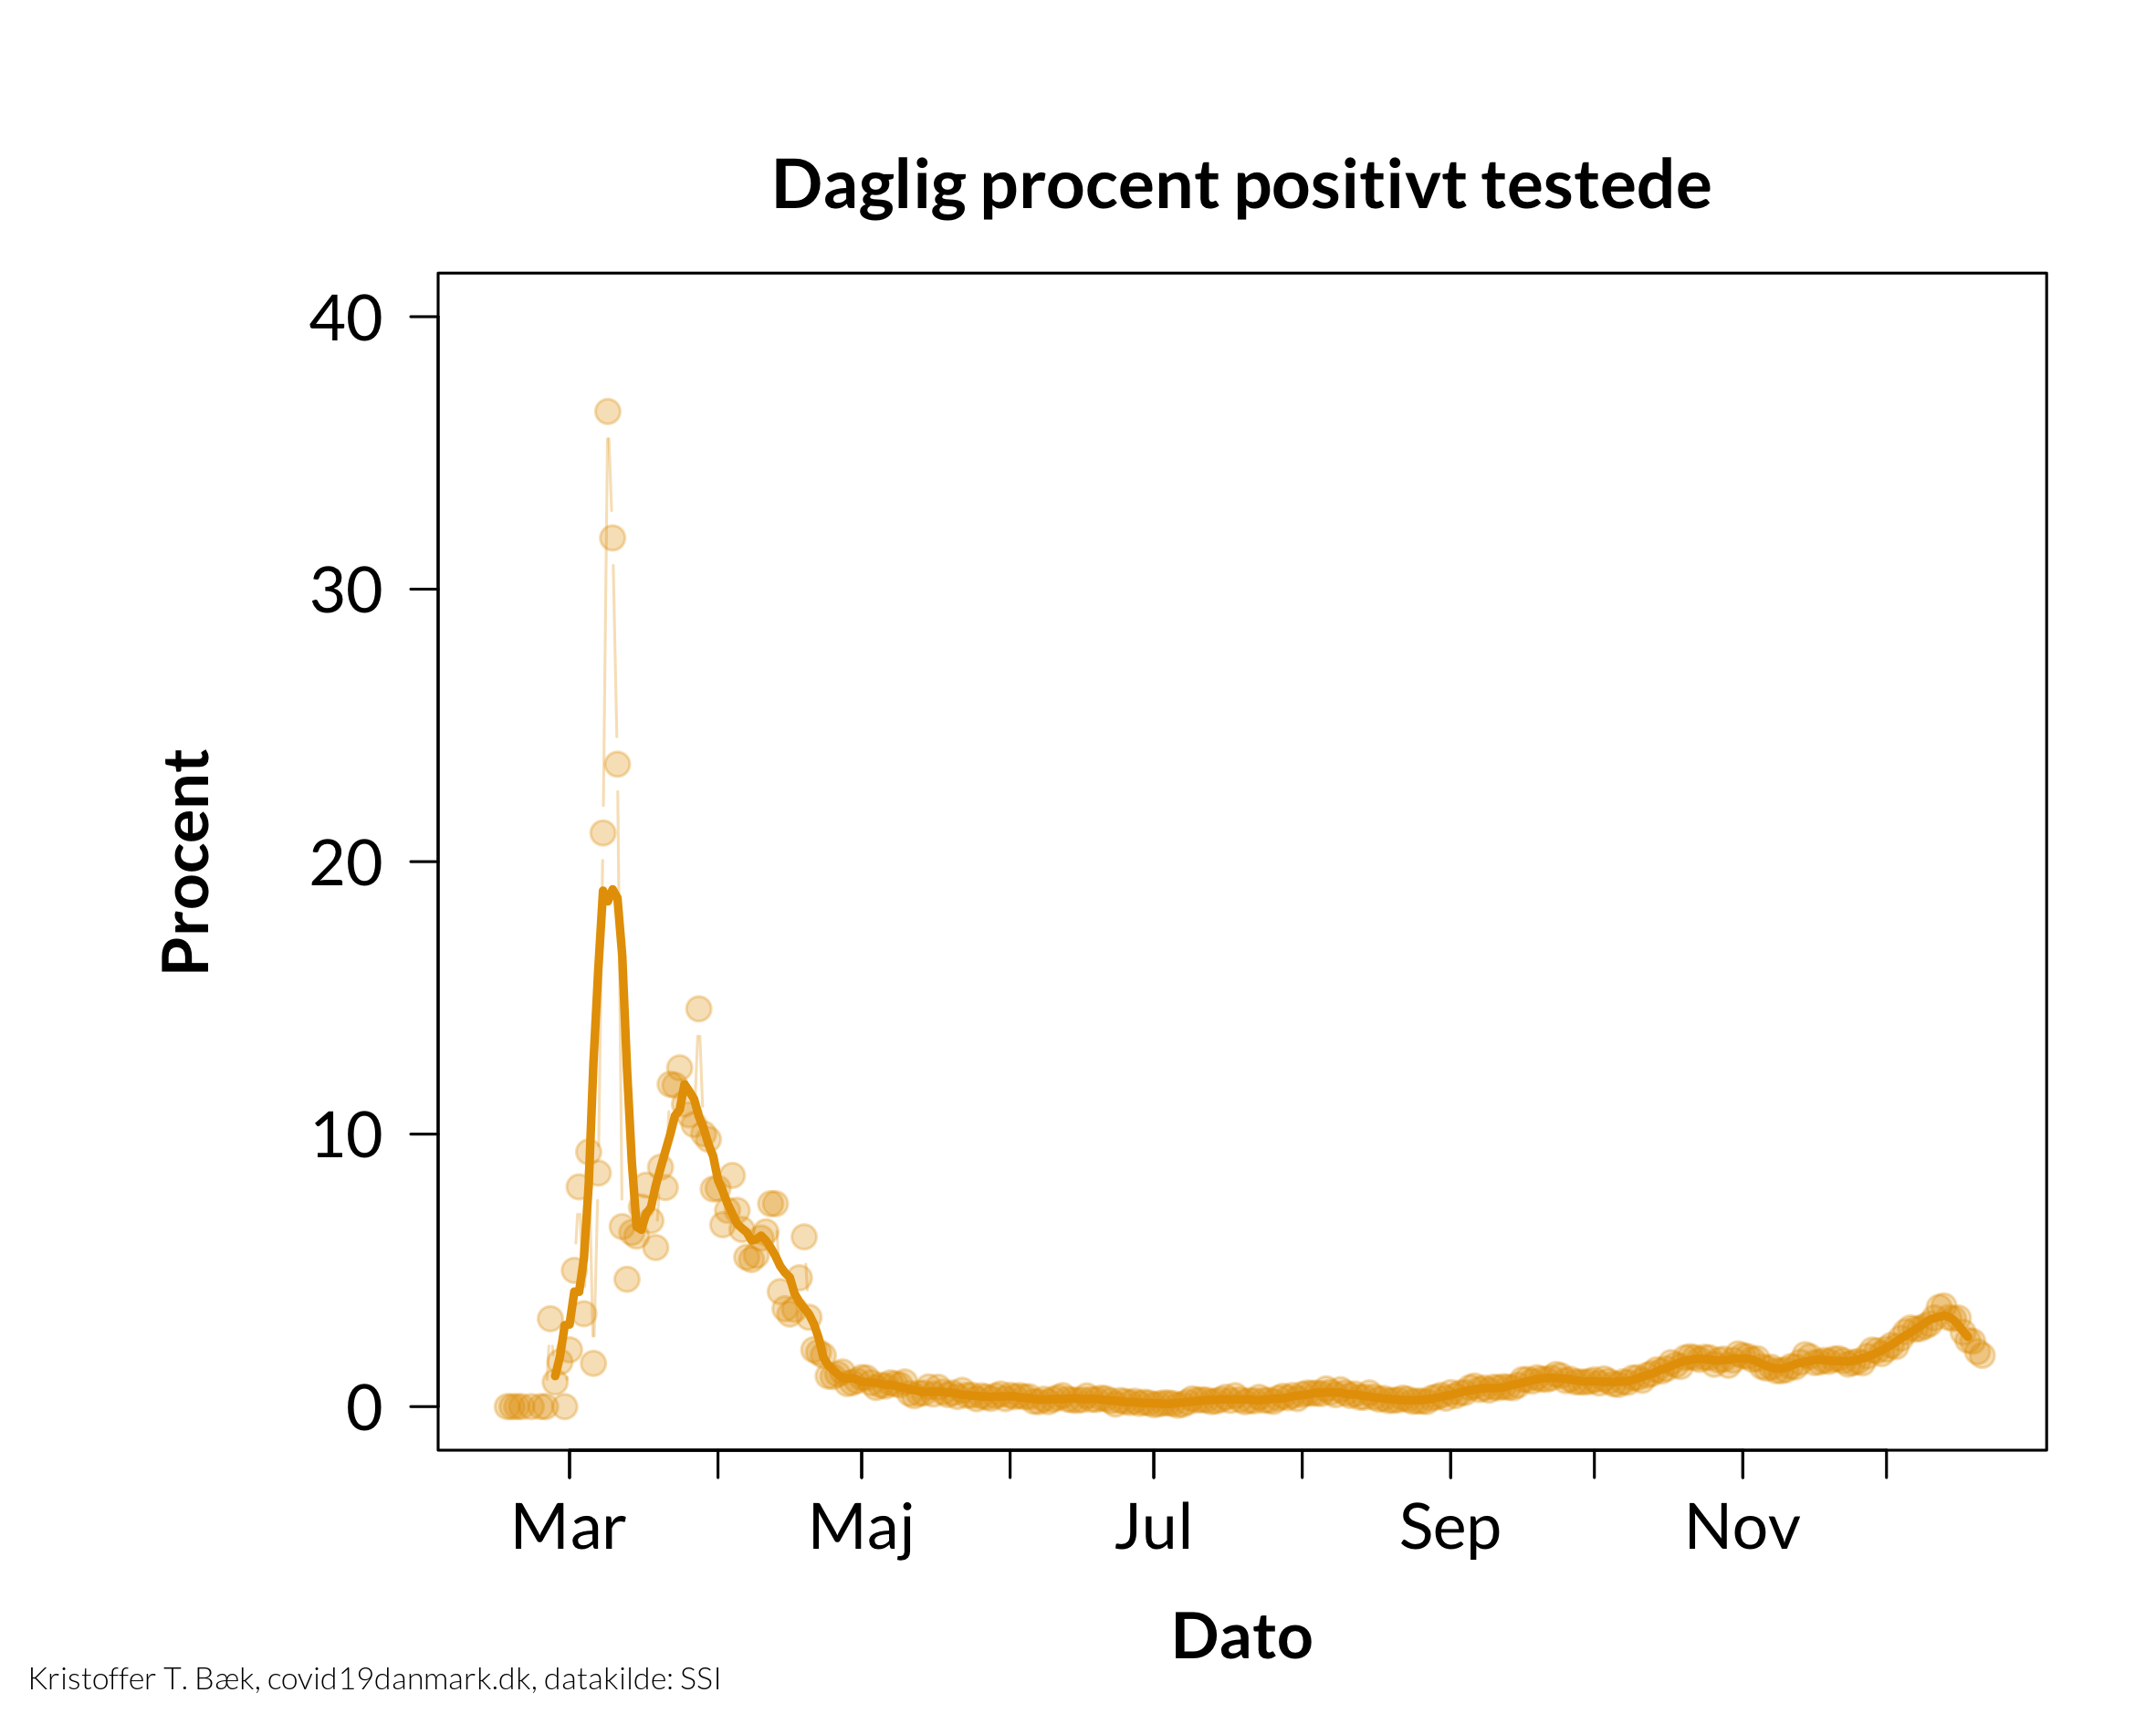 Daglig procent positivt testede
40
30
20
10
0
Procent
Mar Maj Jul Sep Nov
Dato
Kristoffer T. Bæk, covid19danmark.dk, datakilde: SSI